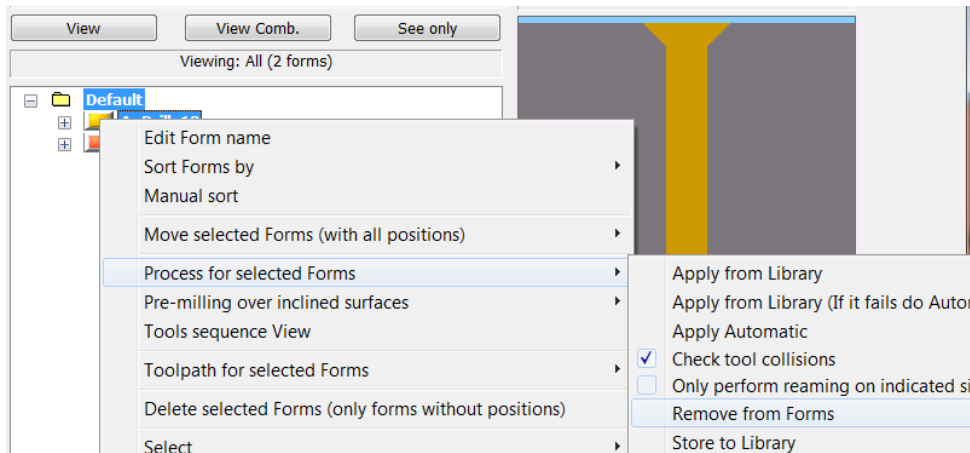 View View Comb. See only
Viewing: All (2 forms)
Default
Edit Form name
Sort Forms by
Manual sort
Move selected Forms (with all positions)
Process for selected Forms
Pre-milling over inclined surfaces
Tools sequence View
Toolpath for selected Forms
Delete selected Forms (only forms without positions)
Select
Apply from Library
Apply from Library (If it fails do
Apply Automatic
Check tool collisions
Only perform reaming on indicated
Remove from Forms
Store to Library